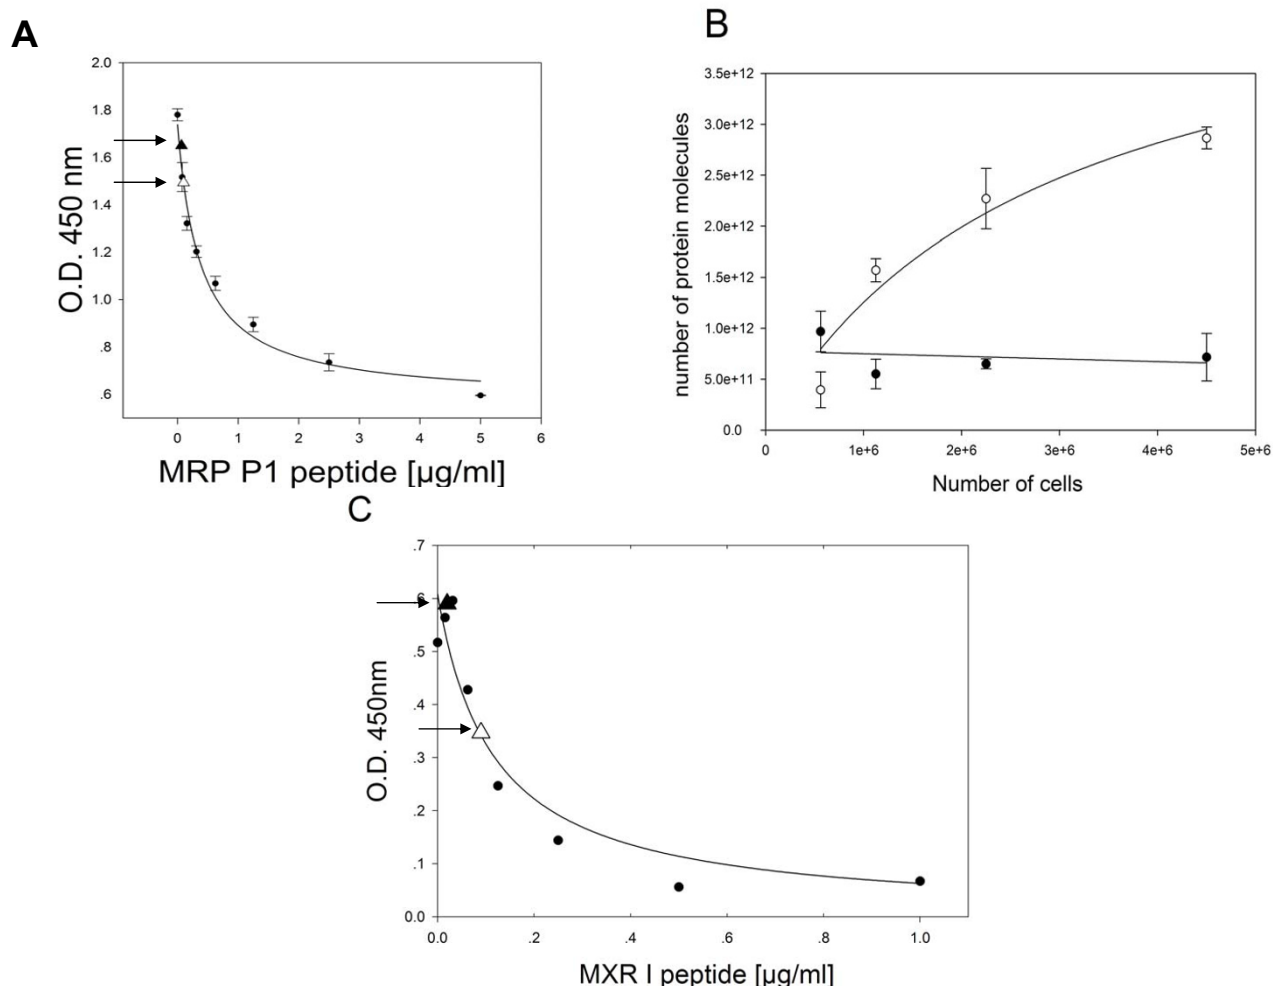 A
2.0
1.8
1.6
1.4
1.2
1.0
.8
.6
O.D. 450 nm
0 1 2 3 4 5 6
MRP P1 peptide [µg/ml]
B
3.5e+12
3.0e+12
2.5e+12
2.0e+12
1.5e+12
1.0e+12
5.0e+11
0.0
number of protein molecules
0 1e+6 2e+6 3e+6 4e+6 5e+6
Number of cells
C
.7
.6
.5
.4
.3
.2
.1
0.0
O.D. 450nm
0.0 .2 .4 .6 .8 1.0
MXR I peptide [µg/ml]